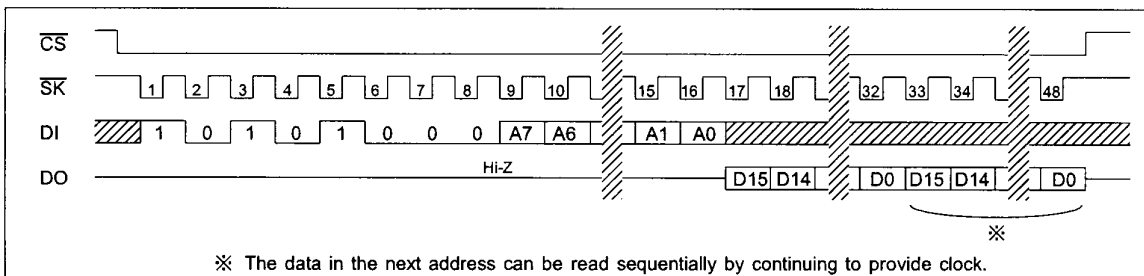 CS
SK 1 2 3 4 5 6 7 8 9 10 15 16 17 18 32 33 34 48
DI 1 0 1 0 1 0 0 0 A7 A6 A1 A0
Hi-Z
DO D15 D14 D0 D15 D14 D0
※
※ The data in the next address can be read sequentially by continuing to provide clock.